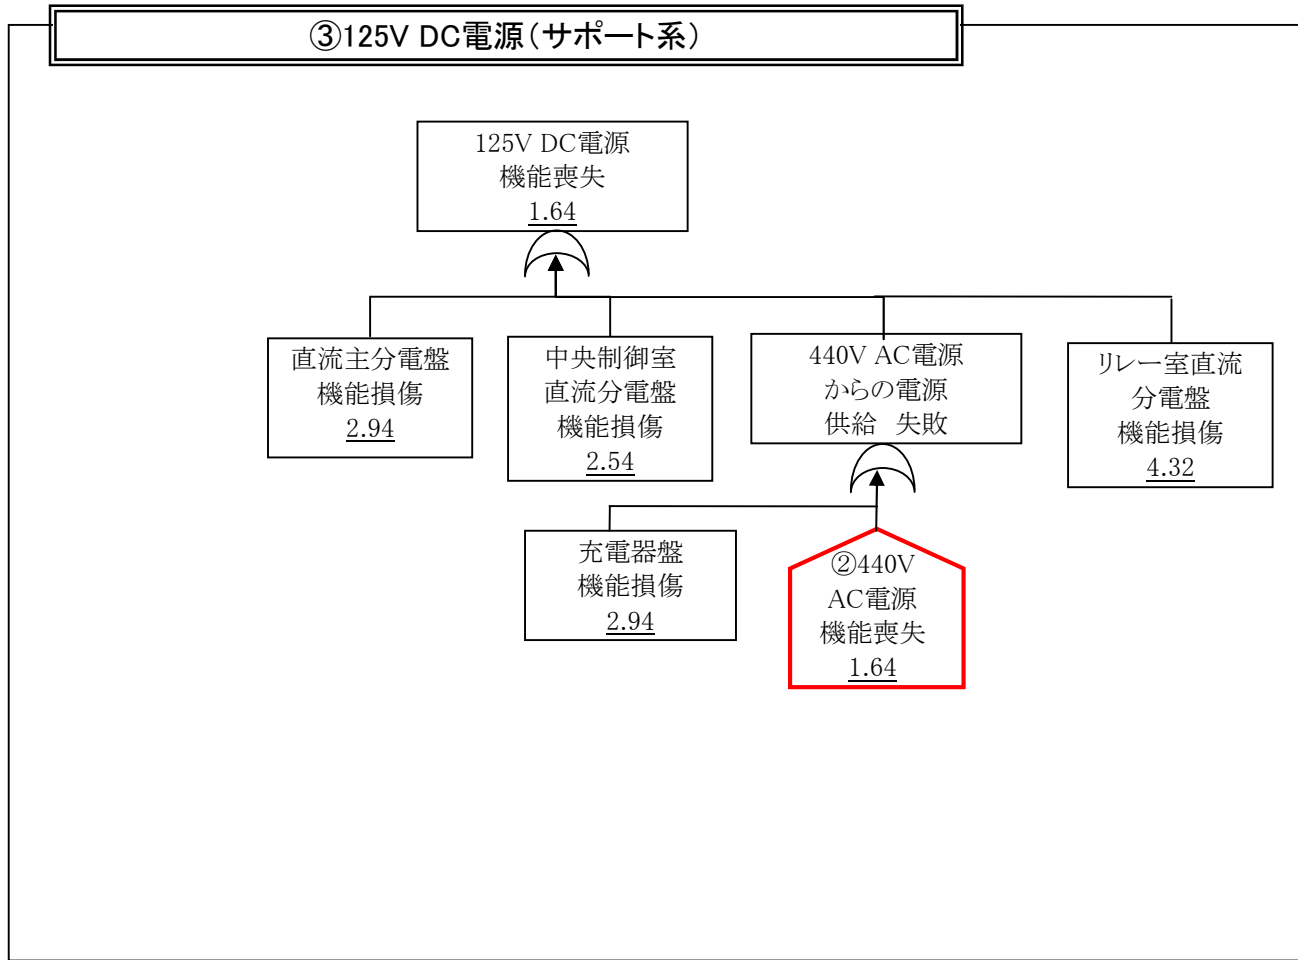 ③125V DC電源(サポート系)
125V DC電源
機能喪失
1.64
直流主分電盤
機能損傷
2.94
中央制御室
直流分電盤
機能損傷
2.54
440V AC電源
からの電源
供給 失敗
リレー室直流
分電盤
機能損傷
4.32
充電器盤
機能損傷
2.94
②440V
AC電源
機能喪失
1.64